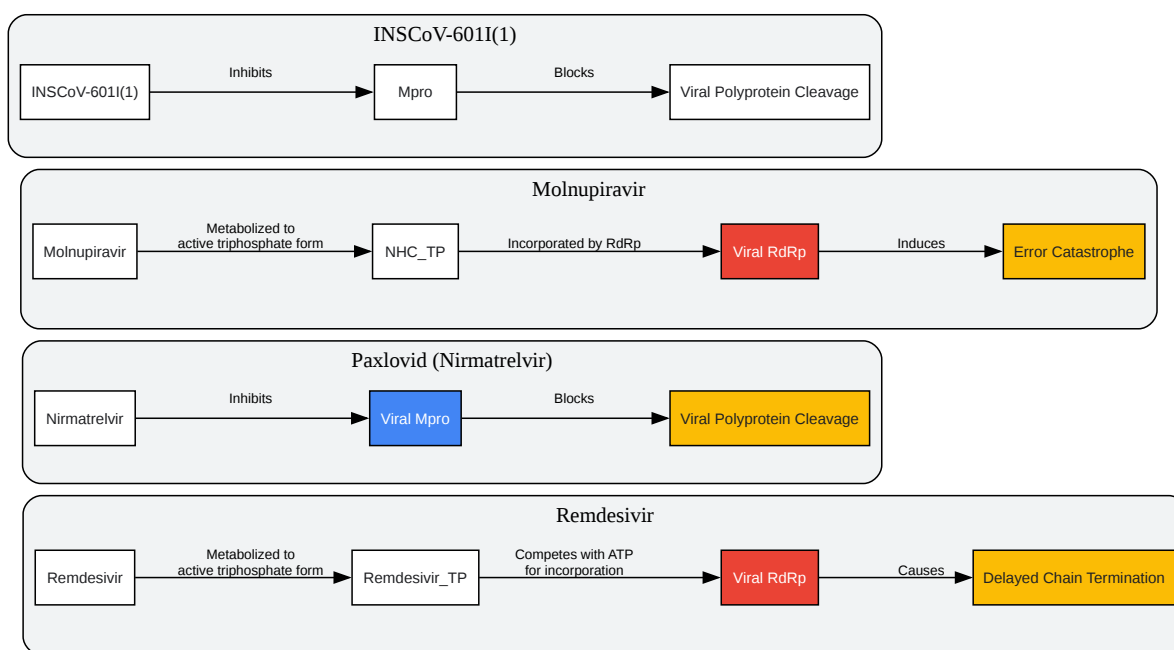 INSCoV-601I(1)
INSCoV-601I(1)
Inhibits
Mpro
Blocks
Viral Polyprotein Cleavage
Molnupiravir
Molnupiravir
Metabolized to
active triphosphate form
NHC_TP
Incorporated by RdRp
Viral RdRp
Induces
Error Catastrophe
Paxlovid (Nirmatrelvir)
Nirmatrelvir
Inhibits
Viral Mpro
Blocks
Viral Polyprotein Cleavage
Remdesivir
Remdesivir
Metabolized to
active triphosphate form
Remdesivir_TP
Competes with ATP
for incorporation
Viral RdRp
Causes
Delayed Chain Termination